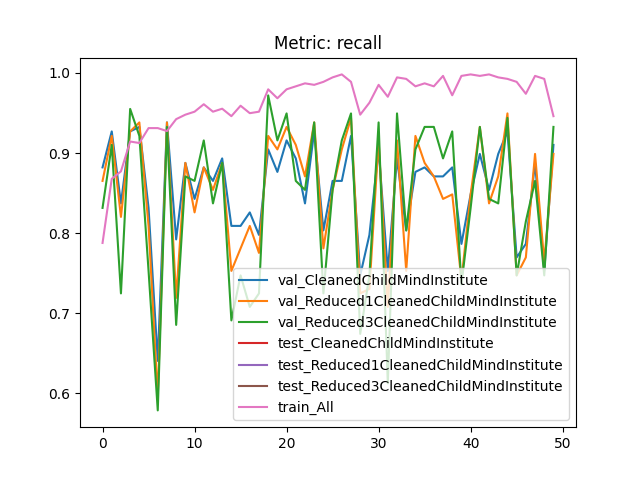 Metric: recall
1.0
0.9
0.8
0.7
0.6
val_CleanedChildMindInstitute
val_Reduced1CleanedChildMindInstitute
val_Reduced3CleanedChildMindInstitute
test_CleanedChildMindInstitute
test_Reduced1CleanedChildMindInstitute
test_Reduced3CleanedChildMindInstitute
train_All
0 10 20 30 40 50